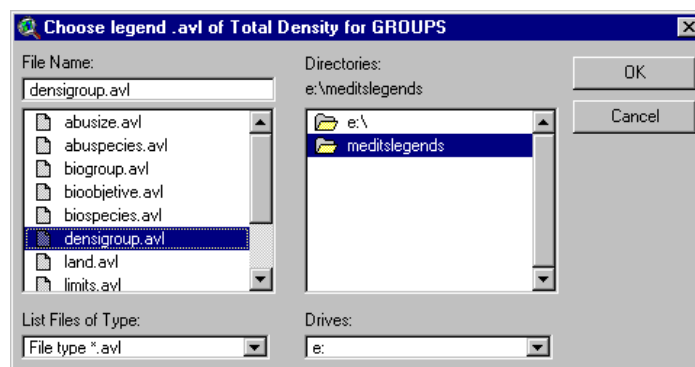 Choose legend .avl of Total Density for GROUPS
File Name:
densigroup.avl
abusize.avl
abuspecies.avl
biogroup.avl
bioobjetive.avl
biospecies.avl
densigroup.avl
land.avl
limits.avl
List Files of Type:
File type *.avl
Directories:
e:\meditslegends
e:\
meditslegends
Drives:
e:
OK
Cancel